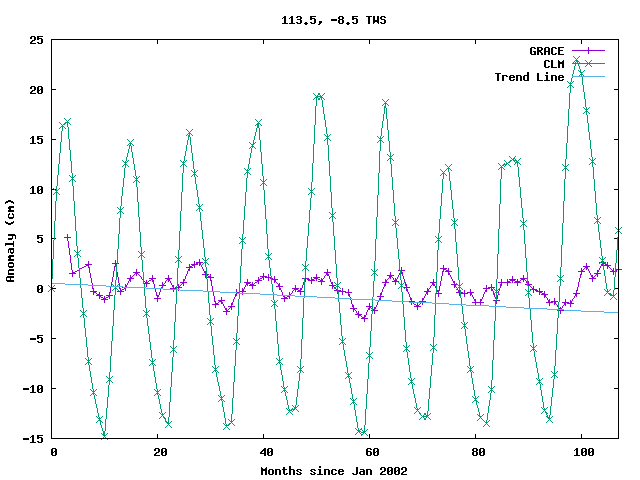 113.5, -8.5 TWS
GRACE
CLM
Trend Line
25
20
15
10
5
0
-5
-10
-15
Anomaly (cm)
0 20 40 60 80 100
Months since Jan 2002